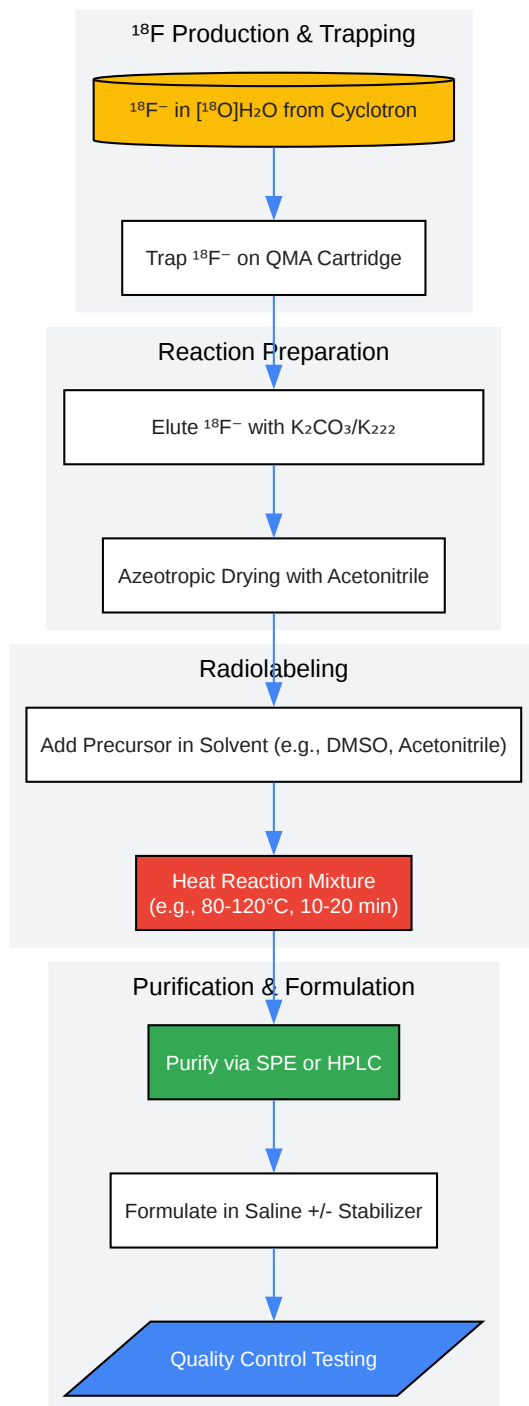 ¹⁸F Production & Trapping
¹⁸F⁻ in [¹⁸O]H₂O from Cyclotron
Trap ¹⁸F⁻ on QMA Cartridge
Reaction Preparation
Elute ¹⁸F⁻ with K₂CO₃/K₂₂₂
Azeotropic Drying with Acetonitrile
Radiolabeling
Add Precursor in Solvent (e.g., DMSO, Acetonitrile)
Heat Reaction Mixture
(e.g., 80-120°C, 10-20 min)
Purification & Formulation
Purify via SPE or HPLC
Formulate in Saline +/- Stabilizer
Quality Control Testing